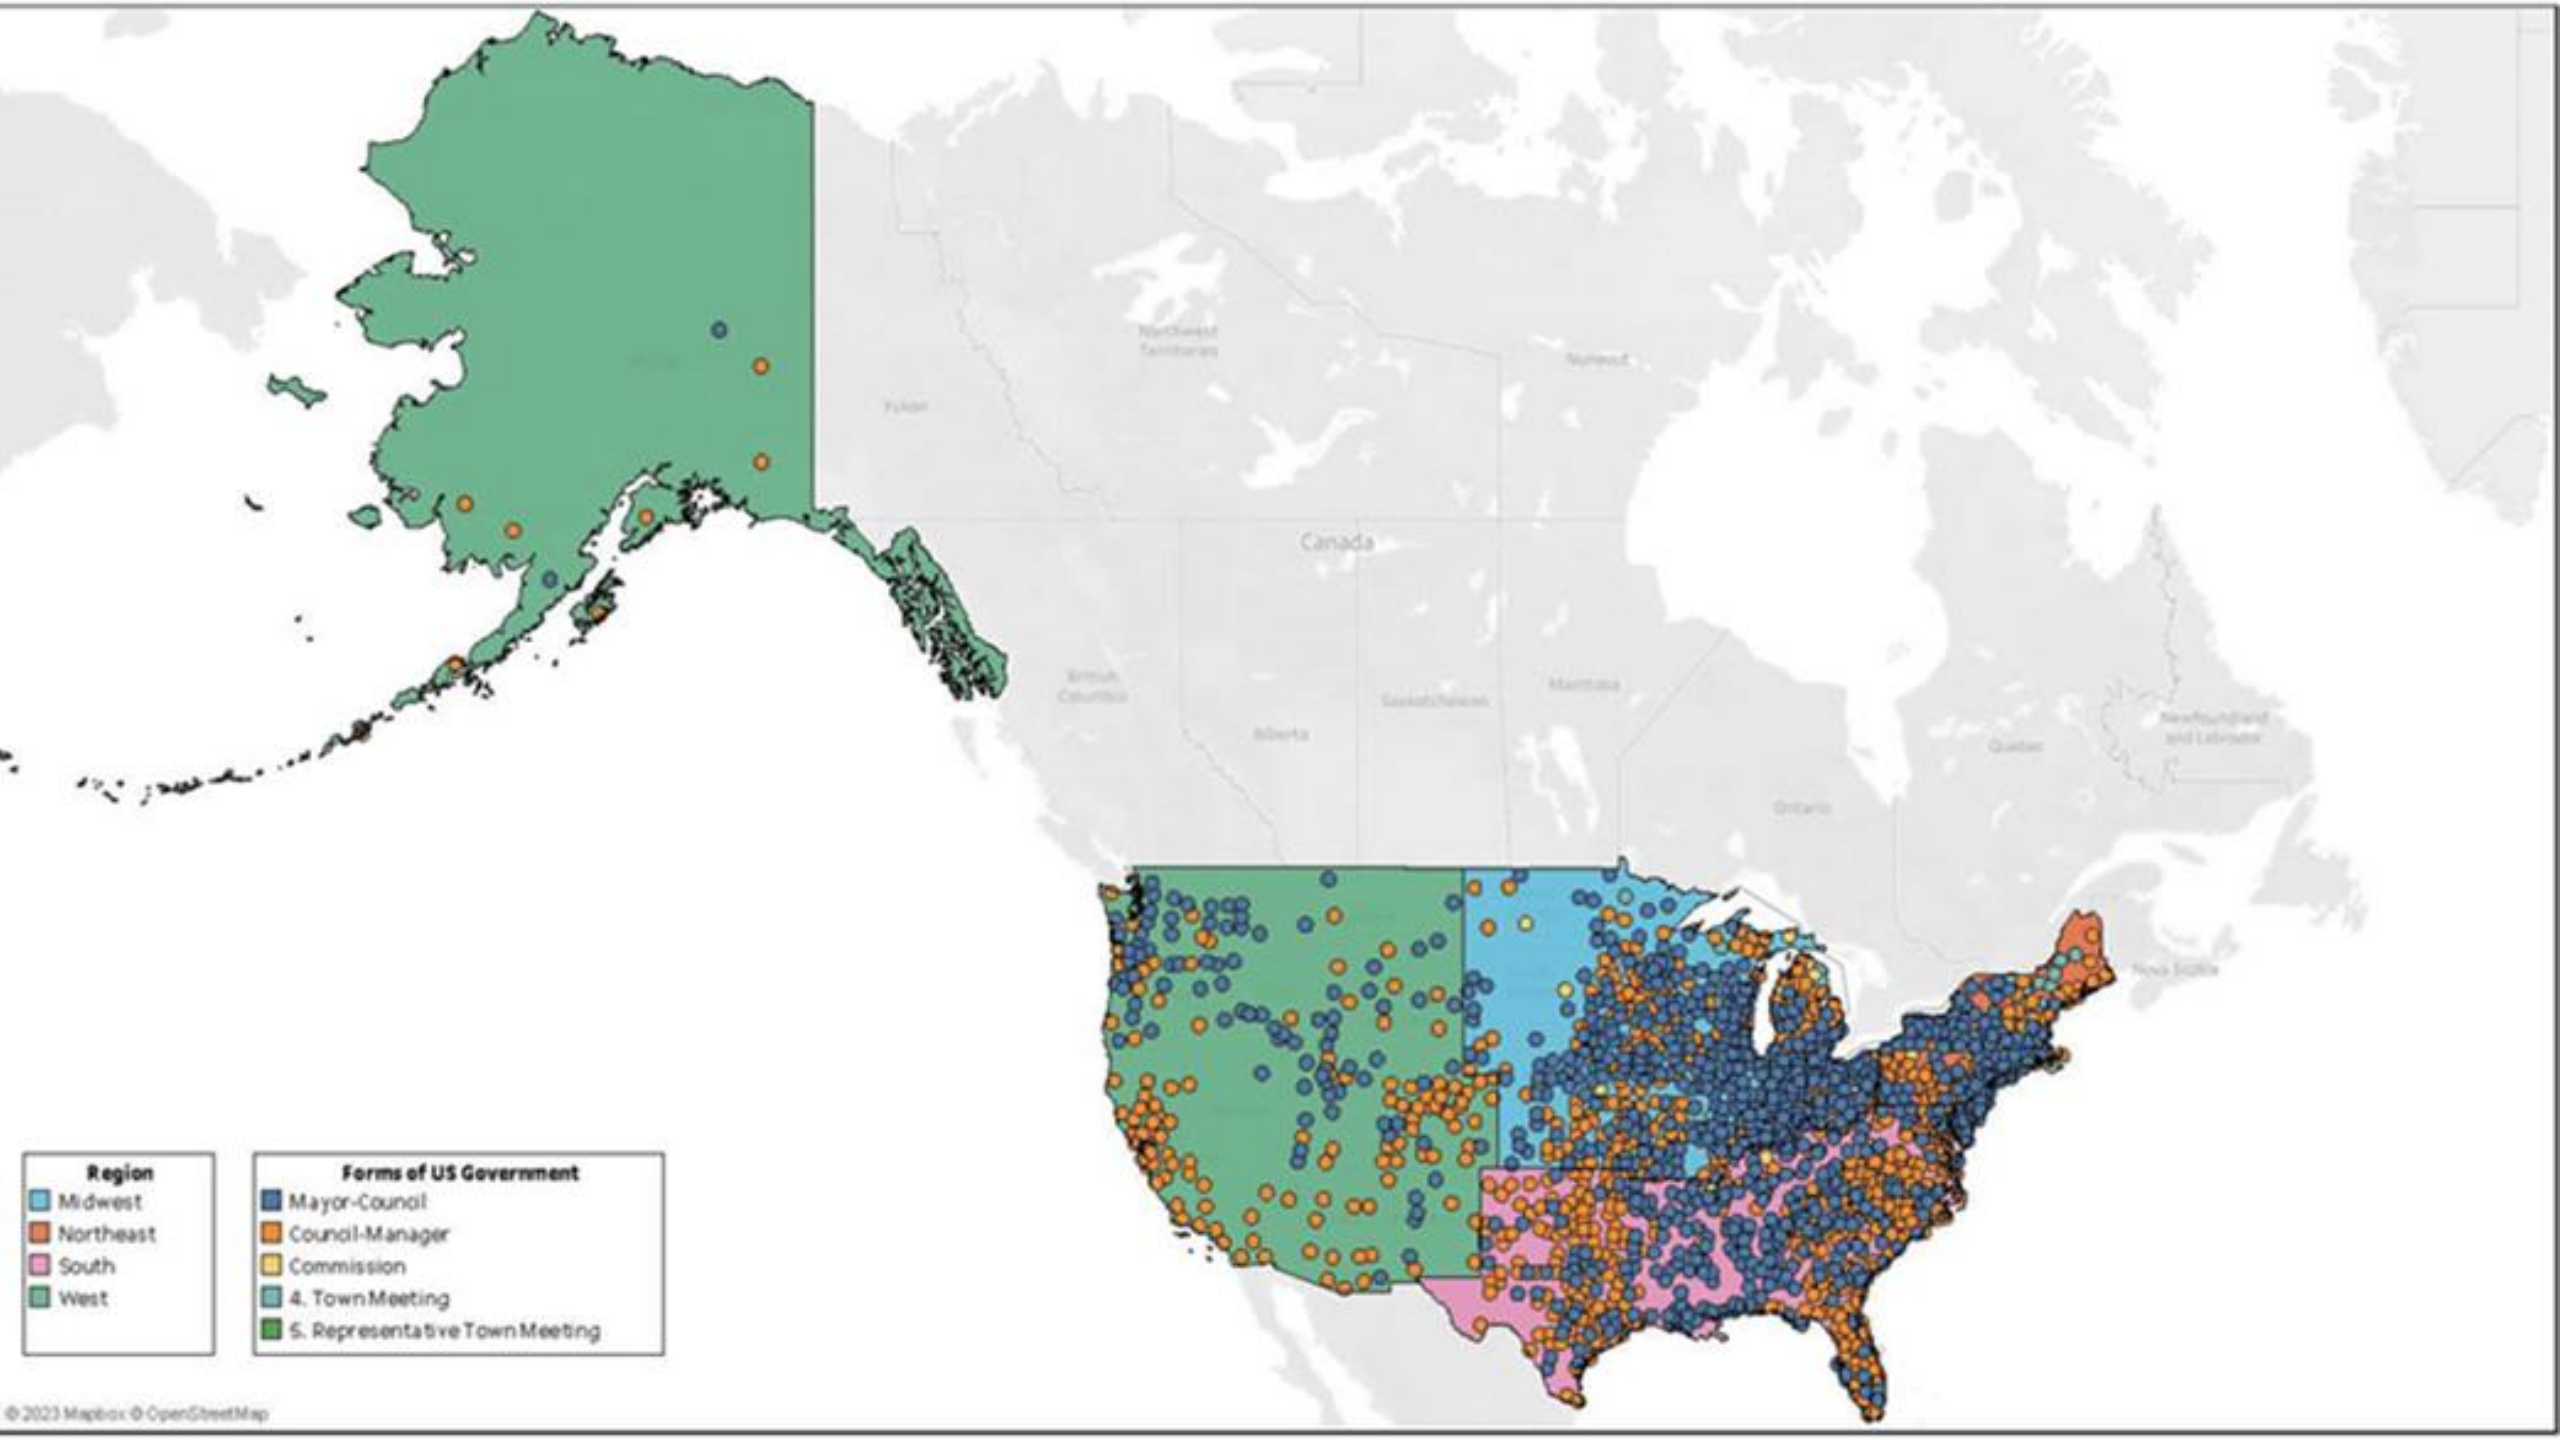 Northwest
Territories
Nunavut
Yukon
Canada
British
Columbia
Alberta
Saskatchewan
Manitoba
Ontario
Quebec
Newfoundland
and Labrador
Nova Scotia
Region
Midwest
Northeast
South
West
Forms of US Government
Mayor-Council
Council-Manager
Commission
4. Town Meeting
5. Representative Town Meeting
© 2023 Mapbox © OpenStreetMap